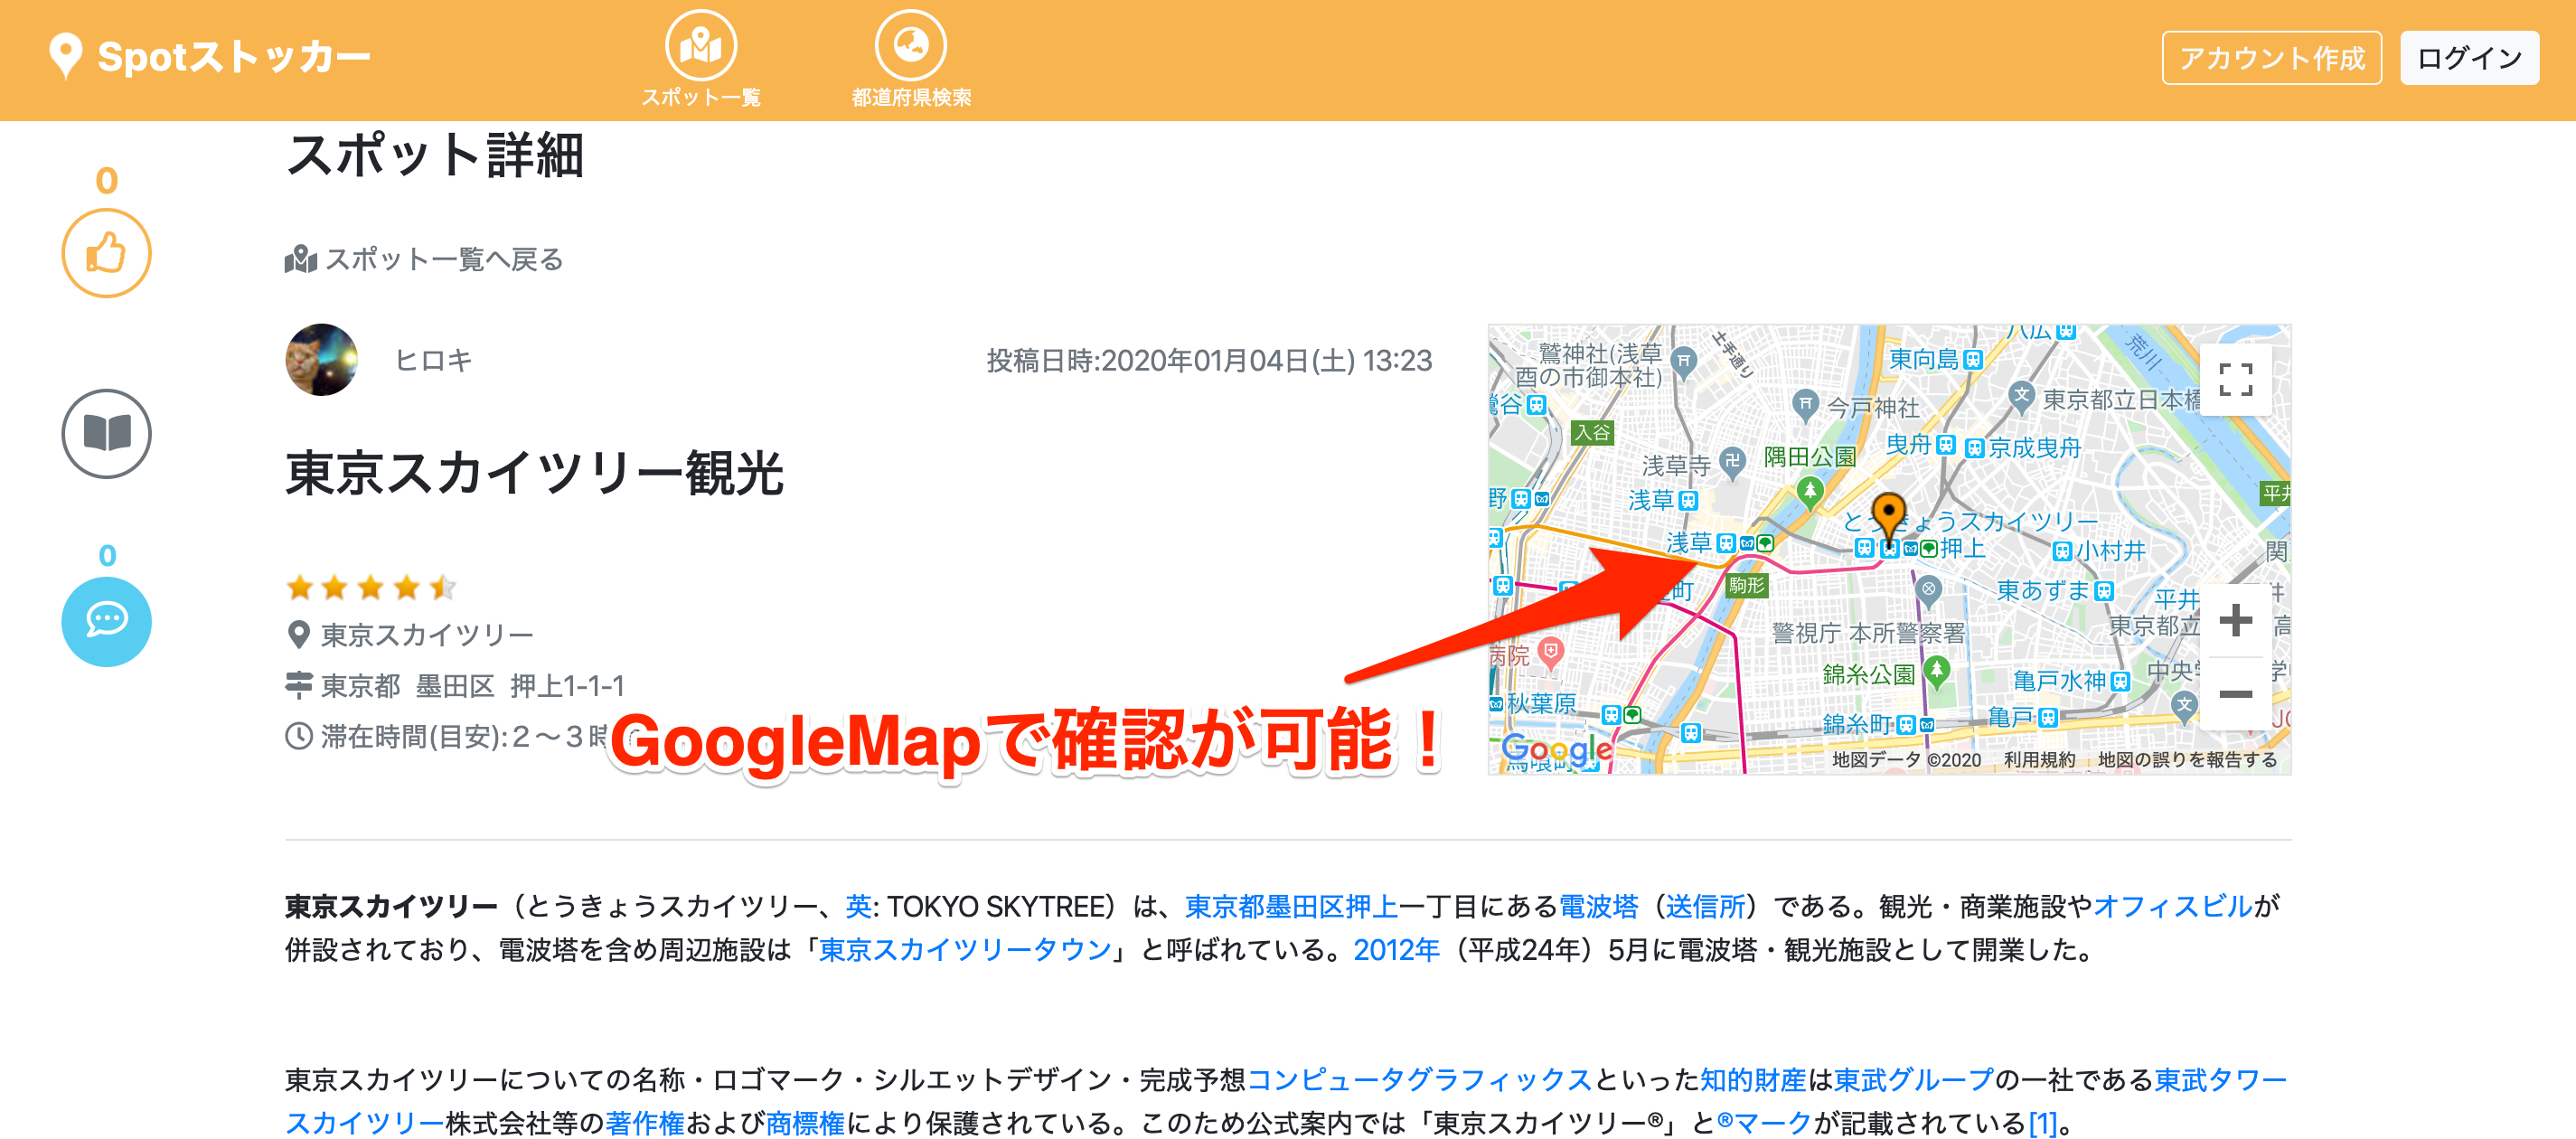 Spotストッカー
スポット一覧
都道府県検索
アカウント作成
ログイン
スポット詳細
0
スポット一覧へ戻る
ヒロキ
投稿日時:2020年01月04日(土) 13:23
東京スカイツリー観光
0
東京スカイツリー
東京都 墨田区 押上1-1-1
滞在時間(目安):2〜3時
GoogleMapで確認が可能！
八広
土手通り
鷲神社(浅草
酉の市御本社)
東向島
荒川
鶯谷
今戸神社
東京都立日本橋
入谷
浅草寺
隅田公園
曳舟
京成曳舟
野
浅草
平井
とうきょうスカイツリー
浅草
押上
小村井
関
駒形
町
東あずま
平井
井
東京都立
高
警視庁 本所警察署
病院
錦糸公園
亀戸水神
中央
学
秋葉原
錦糸町
亀戸
Google
馬喰町
地図データ ©2020
利用規約
地図の誤りを報告する
東京スカイツリー（とうきょうスカイツリー、英: TOKYO SKYTREE）は、東京都墨田区押上一丁目にある電波塔（送信所）である。観光・商業施設やオフィスビルが
併設されており、電波塔を含め周辺施設は「東京スカイツリータウン」と呼ばれている。2012年（平成24年）5月に電波塔・観光施設として開業した。
東京スカイツリーについての名称・ロゴマーク・シルエットデザイン・完成予想コンピュータグラフィックスといった知的財産は東武グループの一社である東武タワー
スカイツリー株式会社等の著作権および商標権により保護されている。このため公式案内では「東京スカイツリー®」と®マークが記載されている[1]。